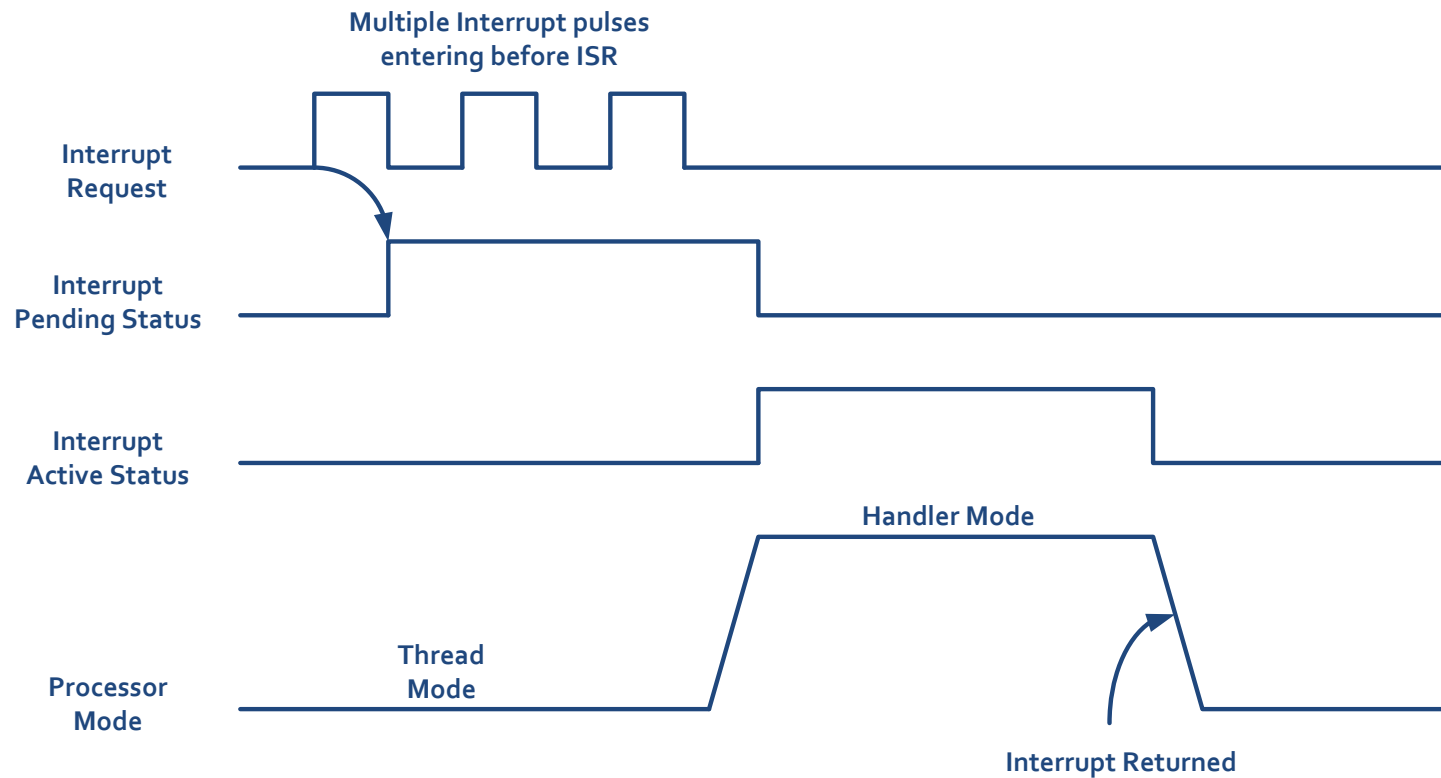 Multiple Interrupt pulses
entering before ISR
Interrupt
Request
Interrupt
Pending Status
Interrupt
Active Status
Handler Mode
Thread
Mode
Processor
Mode
Interrupt Returned